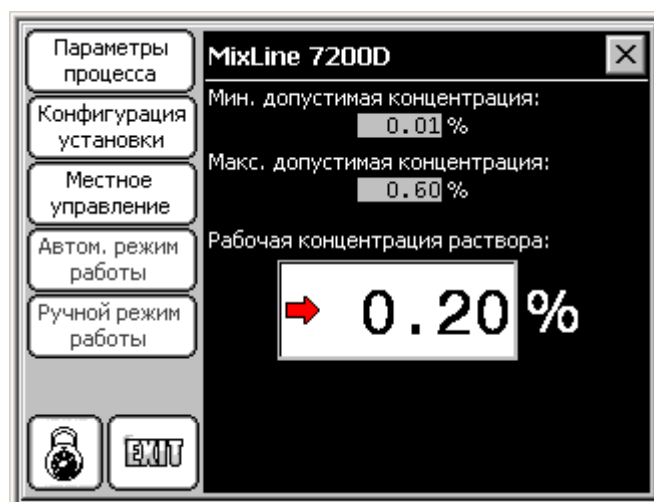 Параметры
процесса
Конфигурация
установки
Местное
управление
Автом. режим
работы
Ручной режим
работы
EXIT
MixLine 7200D
Мин. допустимая концентрация:
0.01 %
Макс. допустимая концентрация:
0.60 %
Рабочая концентрация раствора:
0.20 %